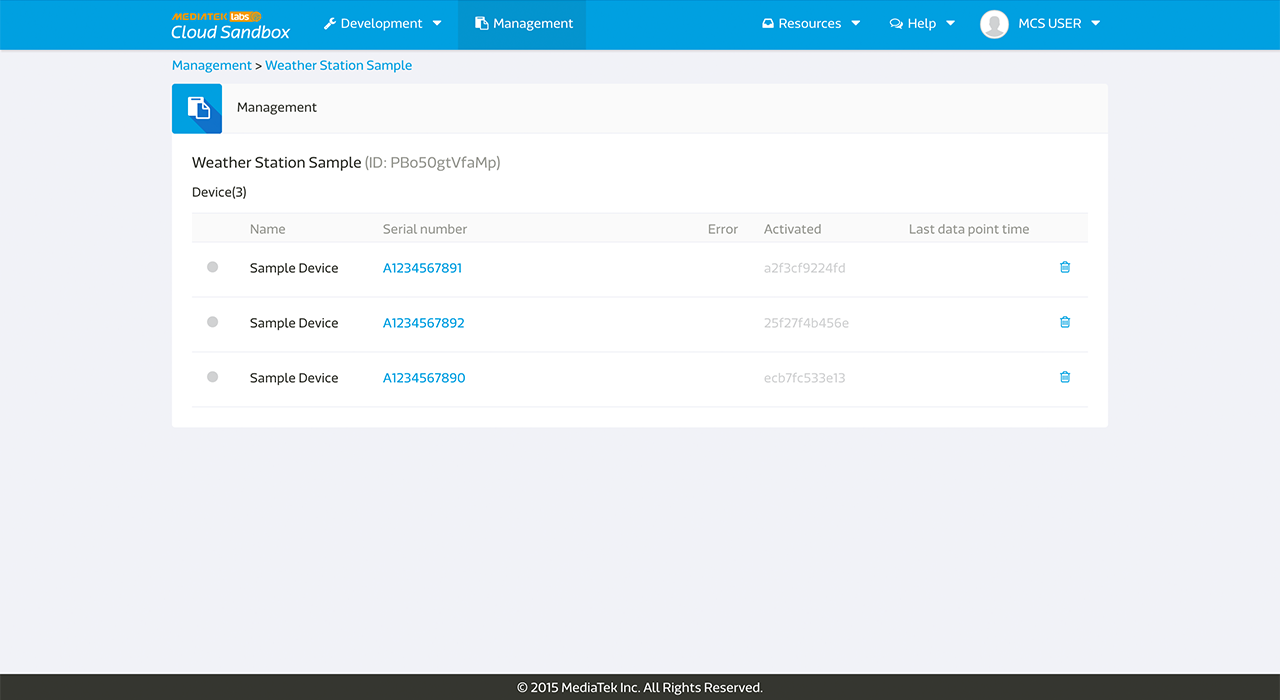 MEDIATEK labs
Cloud Sandbox
Development
Management
Resources
Help
MCS USER
Management > Weather Station Sample
Management
Weather Station Sample (ID: PBo50gtVfaMp)
Device(3)
Name Serial number Error Activated Last data point time
Sample Device A1234567891 a2f3cf9224fd
Sample Device A1234567892 25f27f4b456e
Sample Device A1234567890 ecb7fc533e13
© 2015 MediaTek Inc. All Rights Reserved.